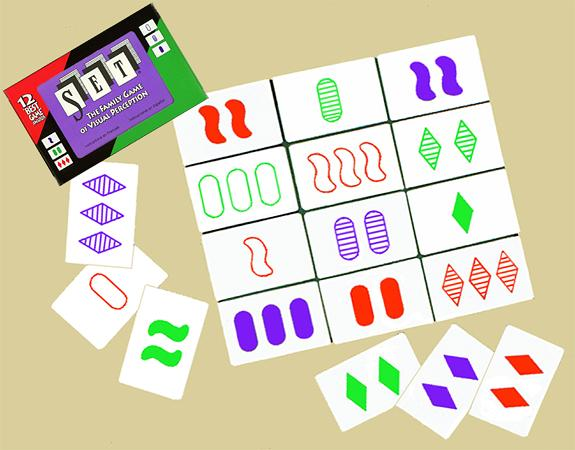 SET
THE FAMILY GAME
OF VISUAL PERCEPTION
12
BEST
GAME